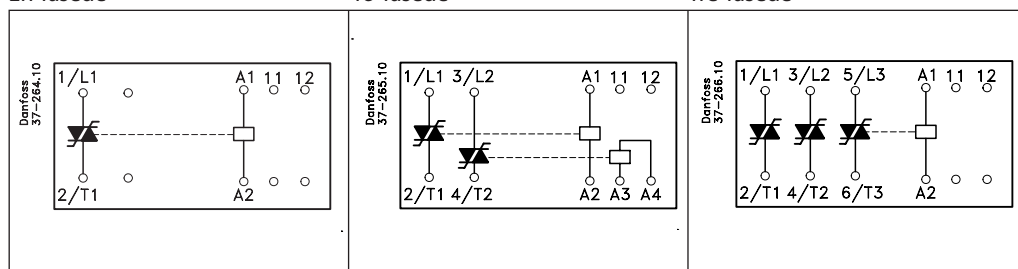 Danfoss
37-264.10
1/L1
A1 11 12
2/T1
A2
Danfoss
37-265.10
1/L1 3/L2
A1 11 12
2/T1 4/T2
A2 A3 A4
Danfoss
37-266.10
1/L1 3/L2 5/L3
A1 11 12
2/T1 4/T2 6/T3
A2